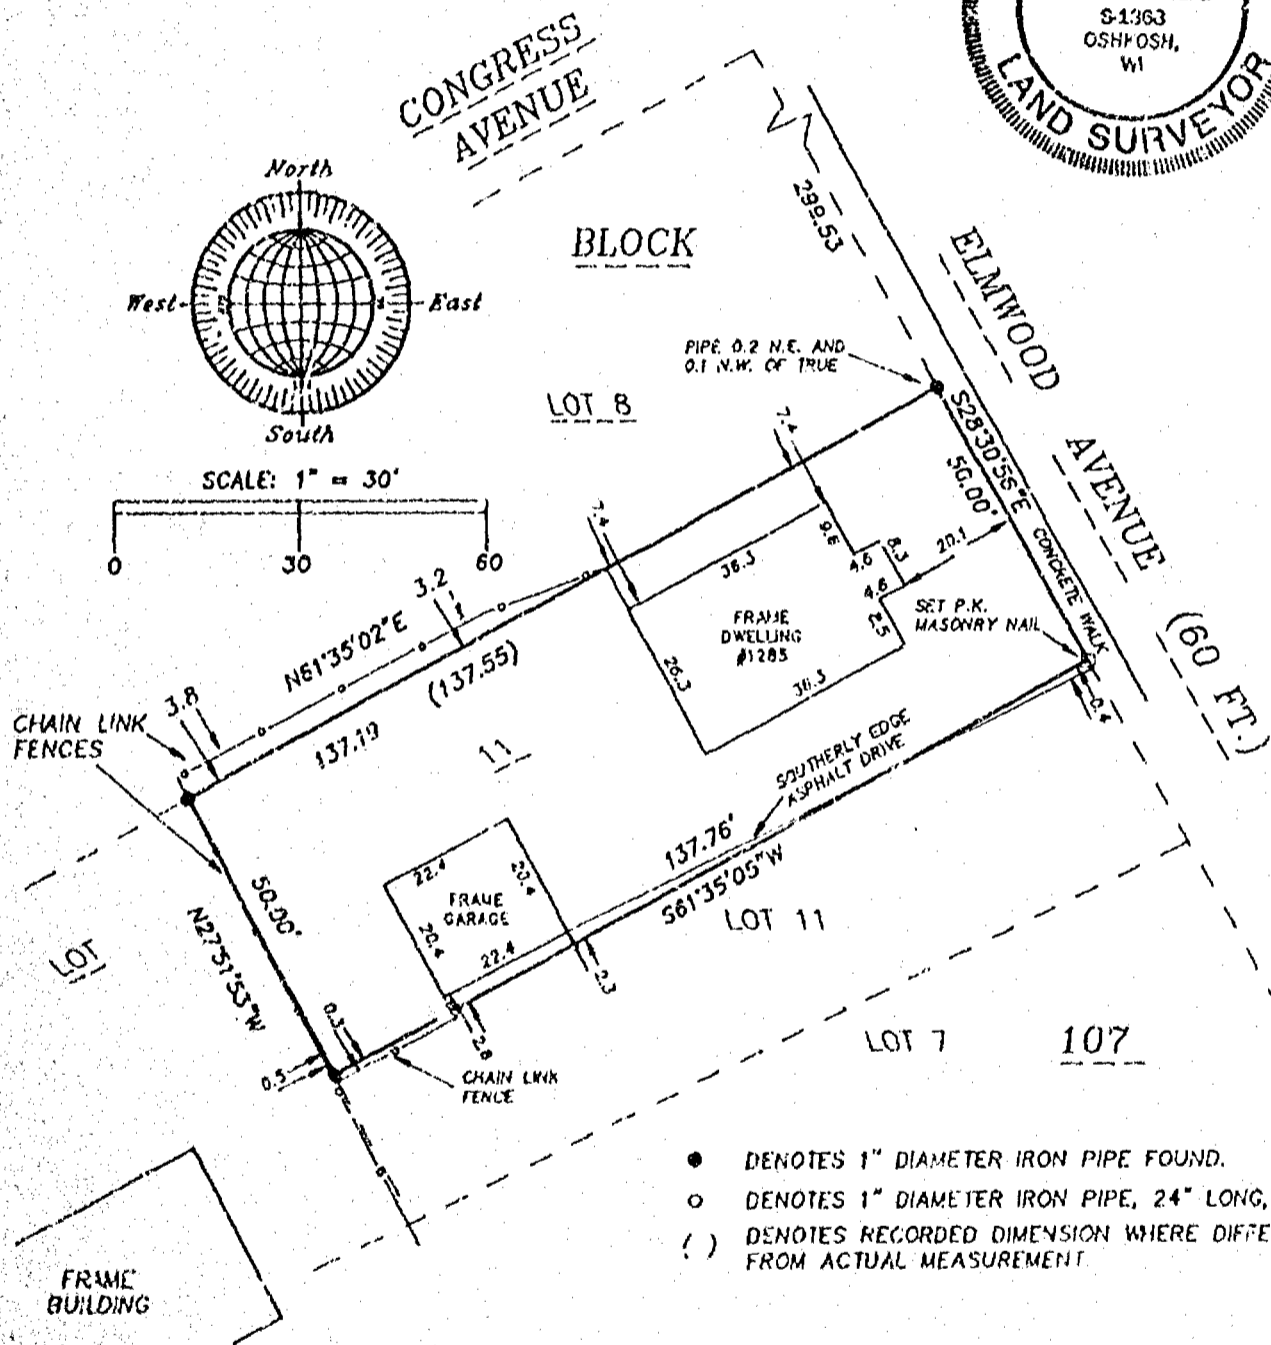 CONGRESS
AVENUE
S-1363
OSHKOSH,
WI
LAND SURVEYOR
North
West
East
South
BLOCK
299.53
ELMWOOD
AVENUE
(60 FT.)
PIPE 0.2 N.E. AND
0.1 N.W. OF TRUE
LOT 8
SCALE: 1" = 30'
0
30
60
S28°30'56"E
50.00'
CONCRETE WALK
7.4
7.4
36.3
9.6
4.6
8.3
20.1
4.6
2.5
FRAME
DWELLING
#1285
26.3
36.3
SET P.K.
MASONRY NAIL
0.4
3.2
N61°35'02"E
(137.55)
137.19
3.8
CHAIN LINK
FENCES
11
SOUTHERLY EDGE
ASPHALT DRIVE
137.76'
S61°35'05"W
LOT 11
22.4
20.4
FRAME
GARAGE
20.4
22.4
2.3
2.8
50.00'
N27°51'53"W
LOT
0.3
0.5
CHAIN LINK
FENCE
LOT 7
107
DENOTES 1" DIAMETER IRON PIPE FOUND.
DENOTES 1" DIAMETER IRON PIPE, 24" LONG,
( ) DENOTES RECORDED DIMENSION WHERE DIFFE
FROM ACTUAL MEASUREMENT
FRAME
BUILDING